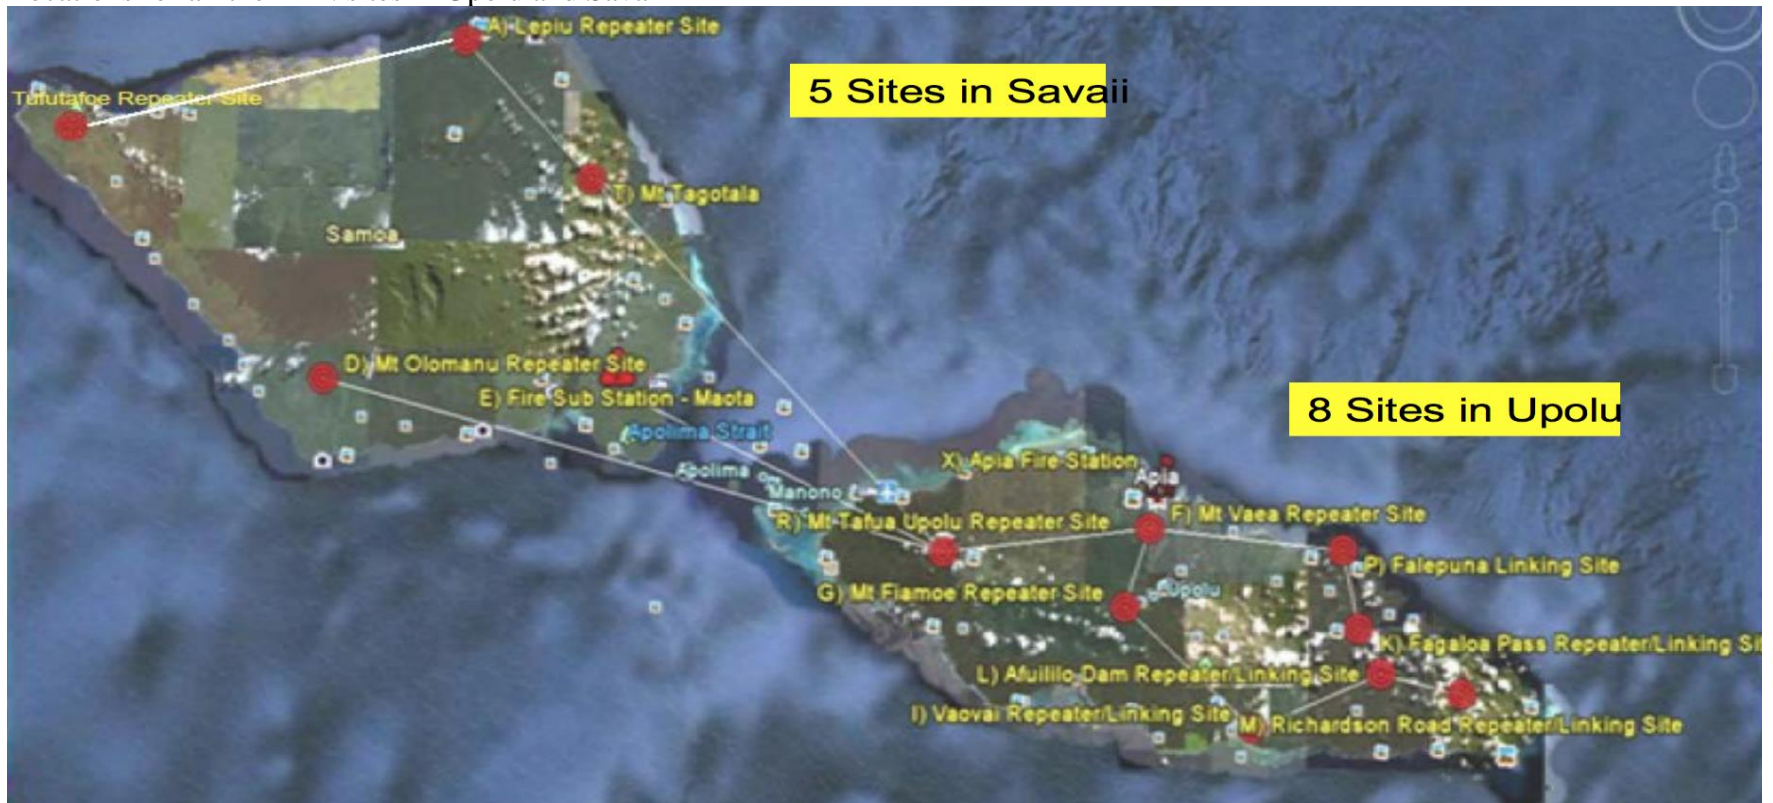 A) Lepiu Repeater Site
5 Sites in Savaii
Tufutafoe Repeater Site
T) Mt Tagotala
Samoa
D) Mt Olomanu Repeater Site
E) Fire Sub Station - Maota
8 Sites in Upolu
Apolima Strait
X) Apia Fire Station
Apolima
Apia
Manono
R) Mt Tafua Upolu Repeater Site
F) Mt Vaea Repeater Site
P) Falepuna Linking Site
G) Mt Fiamoe Repeater Site
Upolu
K) Fagaloa Pass Repeater/Linking Sit
L) Afuililo Dam Repeater/Linking Site
I) Vaovai Repeater/Linking Site
M) Richardson Road Repeater/Linking Site